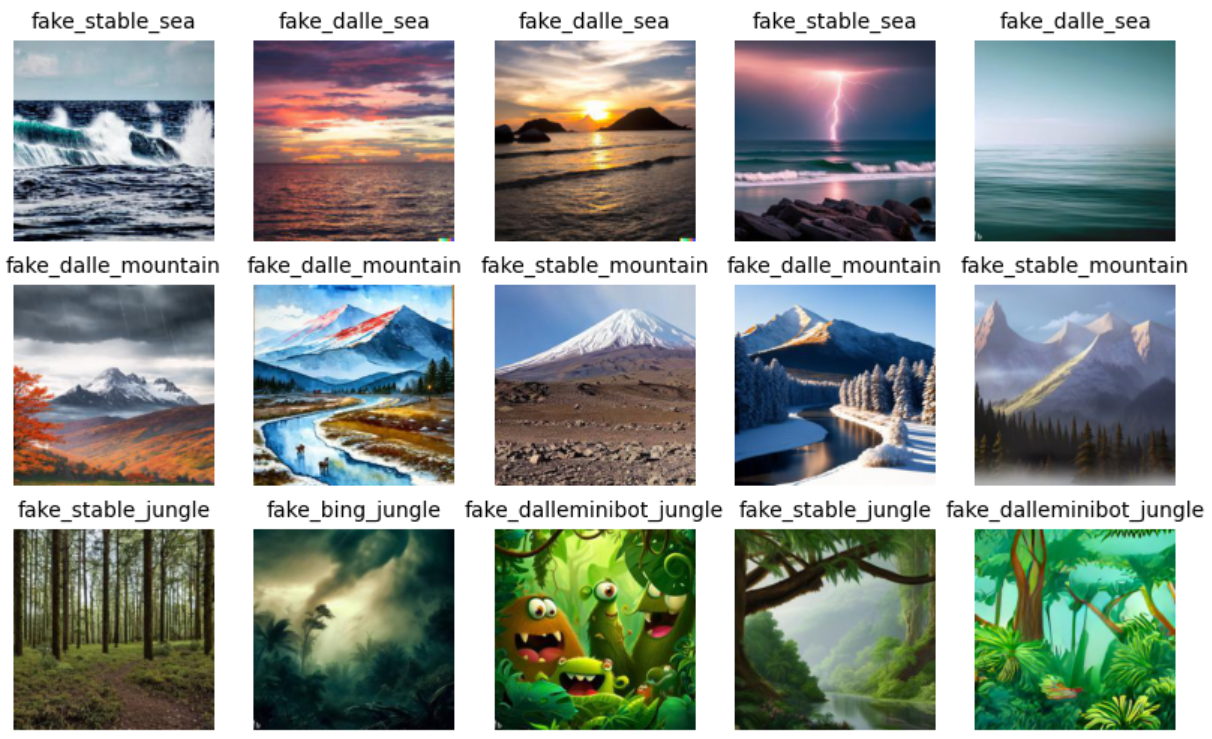 fake_stable_sea
fake_dalle_sea
fake_dalle_sea
fake_stable_sea
fake_dalle_sea
fake_dalle_mountain
fake_dalle_mountain
fake_stable_mountain
fake_dalle_mountain
fake_stable_mountain
fake_stable_jungle
fake_bing_jungle
fake_dalleminibot_jungle
fake_stable_jungle
fake_dalleminibot_jungle